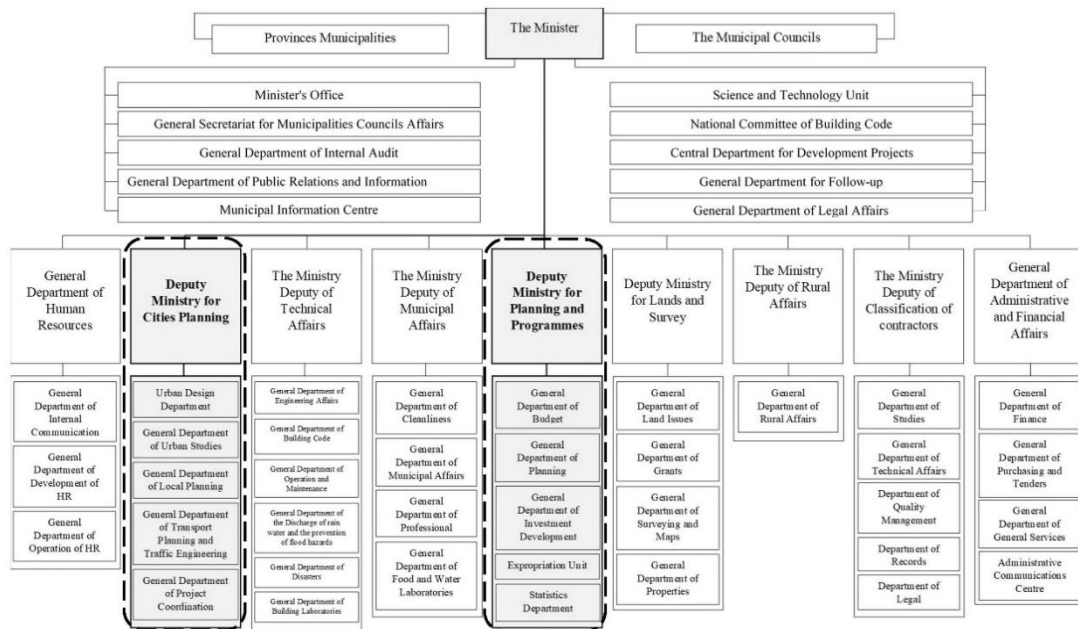 The Minister
Provinces Municipalities
The Municipal Councils
Minister's Office
General Secretariat for Municipalities Councils Affairs
General Department of Internal Audit
General Department of Public Relations and Information
Municipal Information Centre
Science and Technology Unit
National Committee of Building Code
Central Department for Development Projects
General Department for Follow-up
General Department of Legal Affairs
General
Department of
Human
Resources
Deputy
Ministry for
Cities Planning
The Ministry
Deputy of
Technical
Affairs
The Ministry
Deputy of
Municipal
Affairs
Deputy
Ministry for
Planning and
Programmes
Deputy Ministry
for Lands and
Survey
The Ministry
Deputy of Rural
Affairs
The Ministry
Deputy of
Classification of
contractors
General
Department of
Administrative
and Financial
Affairs
General
Department of
Internal
Communication
General
Department of
Development of
HR
General
Department of
Operation of HR
Urban Design
Department
General Department
of Urban Studies
General Department
of Local Planning
General Department
of Transport
Planning and
Traffic Engineering
General Department
of Project
Coordination
General Department of
Engineering Affairs
General Department of
Building Code
General Department of
Operation and
Maintenance
General Department of
the Discharge of rain
water and the prevention
of flood hazards
General Department of
Disasters
General Department of
Building Laboratories
General
Department of
Cleanliness
General
Department of
Municipal Affairs
General
Department of
Professional
General
Department of
Food and Water
Laboratories
General
Department of
Budget
General
Department of
Planning
General
Department of
Investment
Development
Expropriation Unit
Statistics
Department
General
Department of
Land Issues
General
Department of
Grants
General
Department of
Surveying and
Maps
General
Department of
Properties
General
Department of
Rural Affairs
General
Department of
Studies
General
Department of
Technical Affairs
Department of
Quality
Management
Department of
Records
Department of
Legal
General
Department of
Finance
General
Department of
Purchasing and
Tenders
General
Department of
General Services
Administrative
Communications
Centre